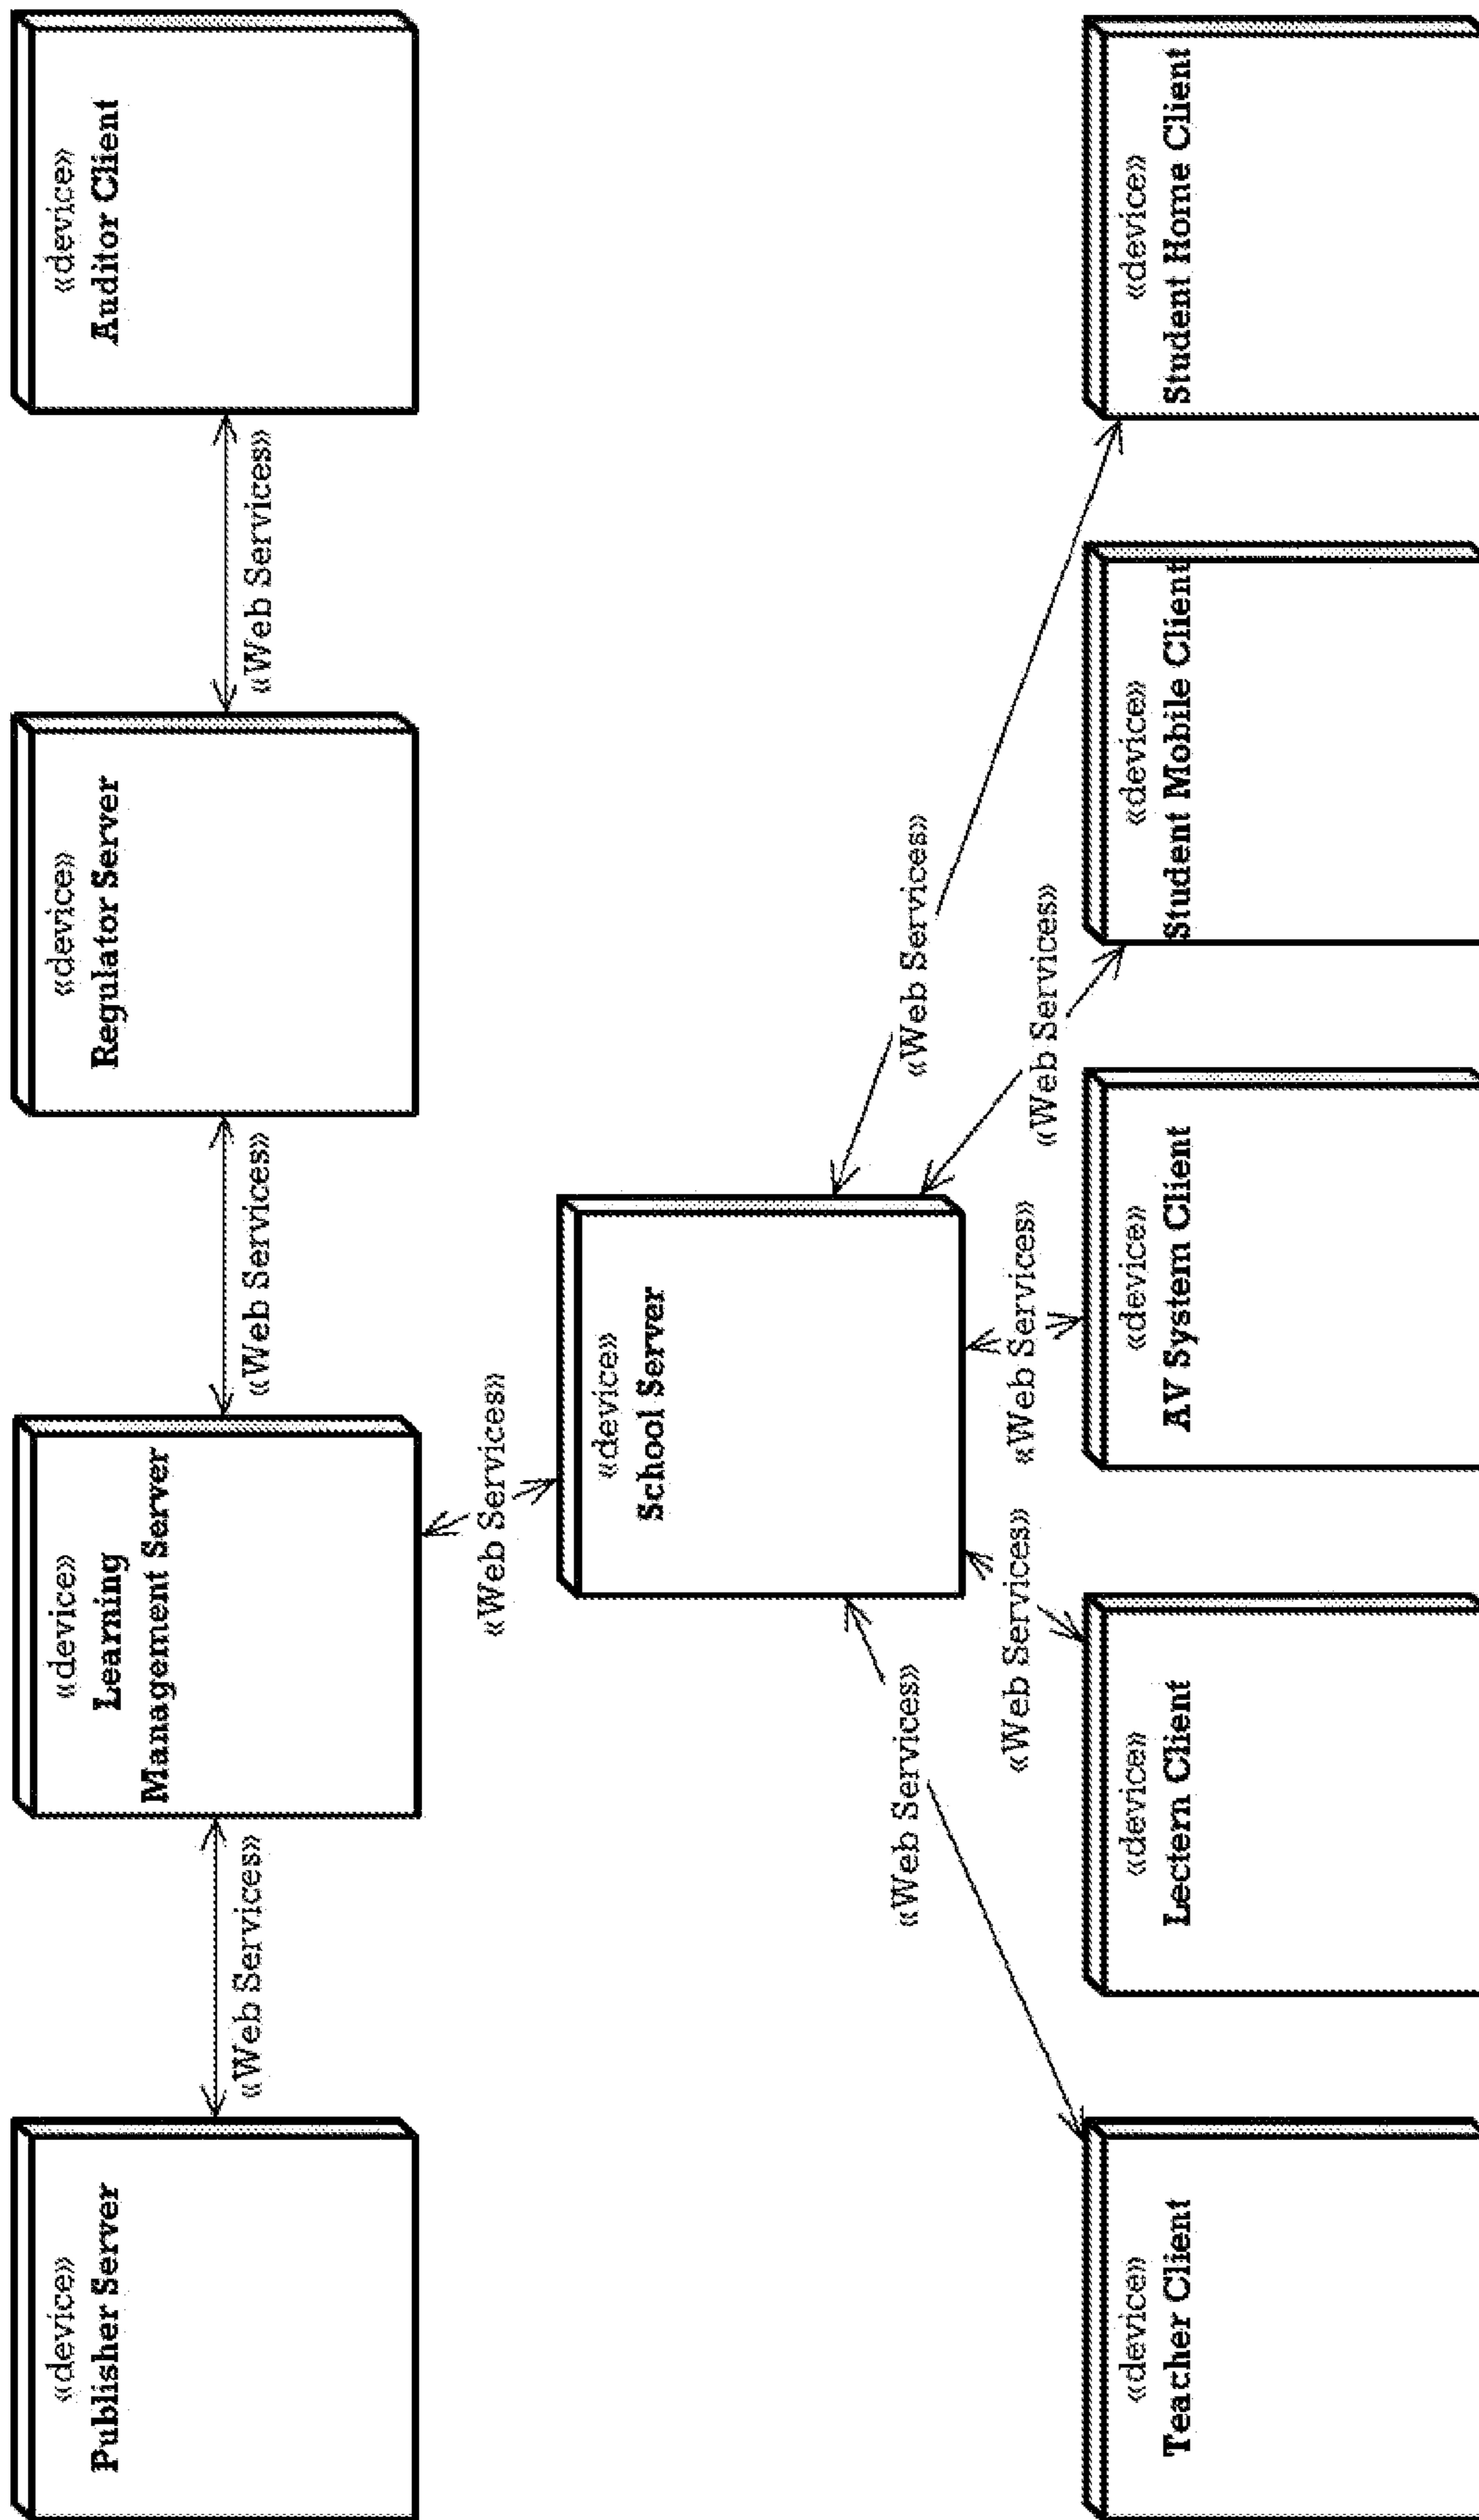 «device»
Publisher Server
«Web Services»
«device»
Learning
Management Server
«Web Services»
«device»
Regulator Server
«Web Services»
«device»
Auditor Client
«Web Services»
«device»
School Server
«Web Services»
«Web Services»
«Web Services»
«Web Services»
«Web Services»
«device»
Teacher Client
«device»
Lectern Client
«device»
AV System Client
«device»
Student Mobile Client
«device»
Student Home Client